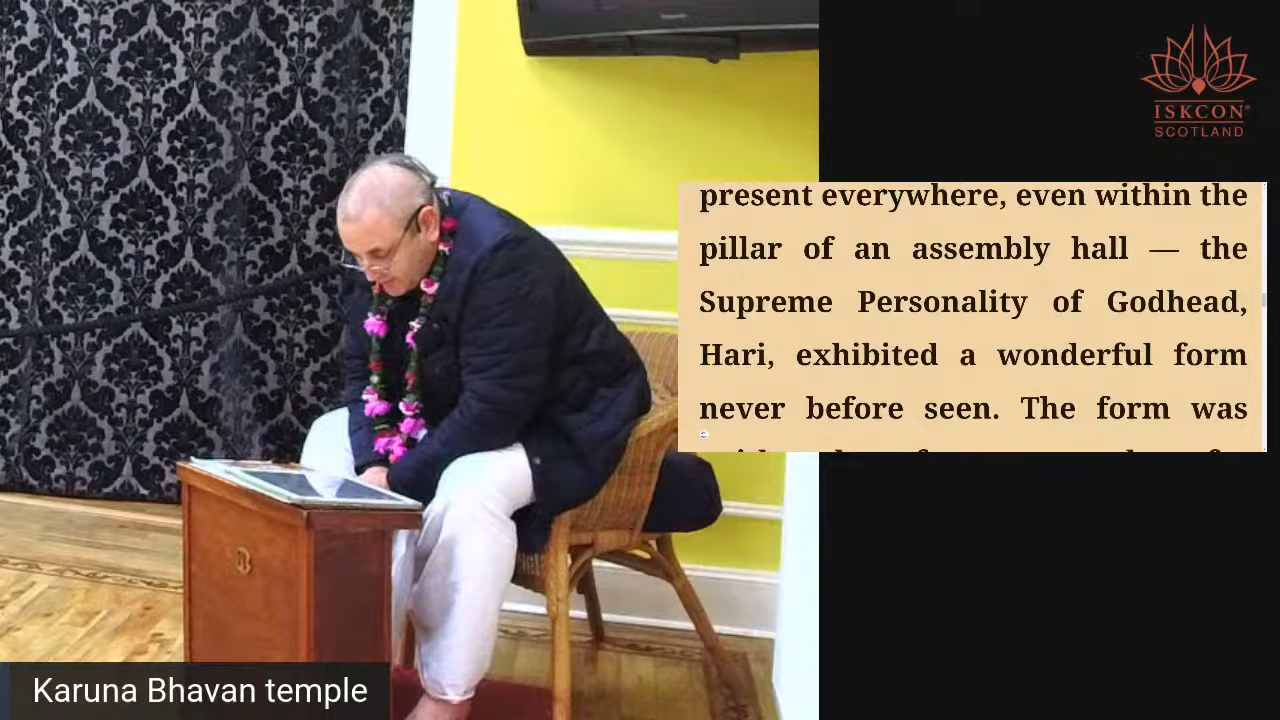 ISKCON®
SCOTLAND
present everywhere, even within the
pillar of an assembly hall — the
Supreme Personality of Godhead,
Hari, exhibited a wonderful form
never before seen. The form was
Karuna Bhavan temple